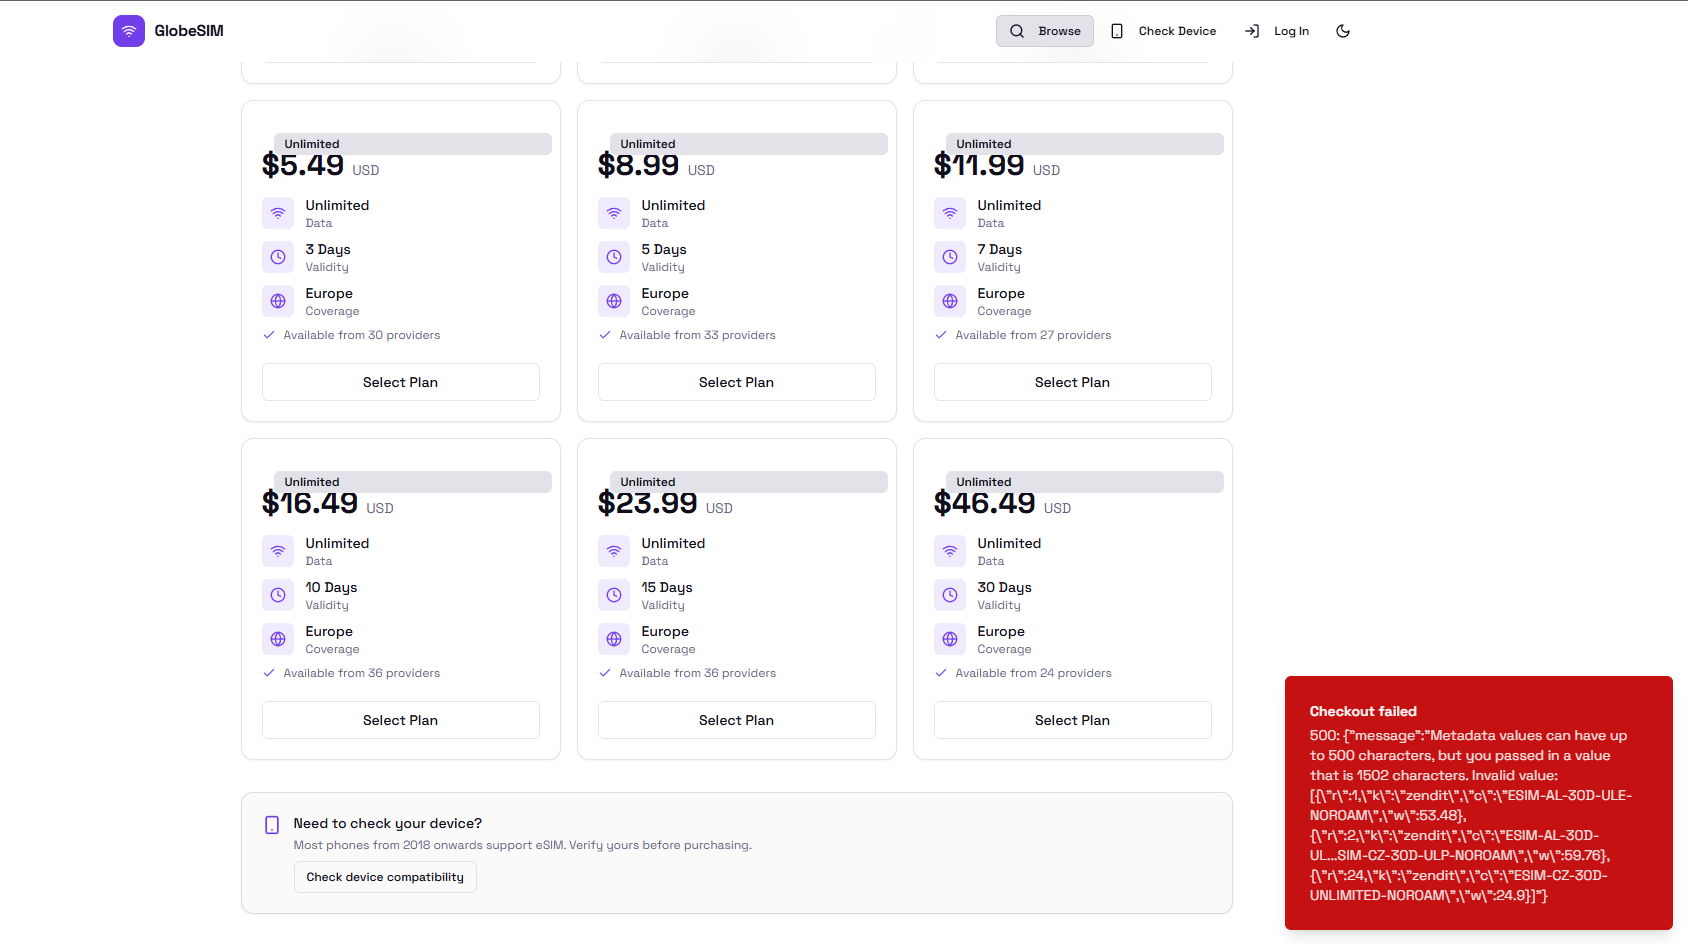 GlobeSIM
Browse
Check Device
Log In
Unlimited
$5.49 USD
Unlimited
Data
3 Days
Validity
Europe
Coverage
Available from 30 providers
Select Plan
Unlimited
$8.99 USD
Unlimited
Data
5 Days
Validity
Europe
Coverage
Available from 33 providers
Select Plan
Unlimited
$11.99 USD
Unlimited
Data
7 Days
Validity
Europe
Coverage
Available from 27 providers
Select Plan
Unlimited
$16.49 USD
Unlimited
Data
10 Days
Validity
Europe
Coverage
Available from 36 providers
Select Plan
Unlimited
$23.99 USD
Unlimited
Data
15 Days
Validity
Europe
Coverage
Available from 36 providers
Select Plan
Unlimited
$46.49 USD
Unlimited
Data
30 Days
Validity
Europe
Coverage
Available from 24 providers
Select Plan
Need to check your device?
Most phones from 2018 onwards support eSIM. Verify yours before purchasing.
Check device compatibility
Checkout failed
500: {"message":"Metadata values can have up
to 500 characters, but you passed in a value
that is 1502 characters. Invalid value:
[{\"r\":1,\"k\":\"zendit\",\"c\":\"ESIM-AL-30D-ULE-
NOROAM\",\"w\":53.48},
{\"r\":2,\"k\":\"zendit\",\"c\":\"ESIM-AL-30D-
UL...SIM-CZ-30D-ULP-NOROAM\",\"w\":59.76},
{\"r\":24,\"k\":\"zendit\",\"c\":\"ESIM-CZ-30D-
UNLIMITED-NOROAM\",\"w\":24.9}]"}